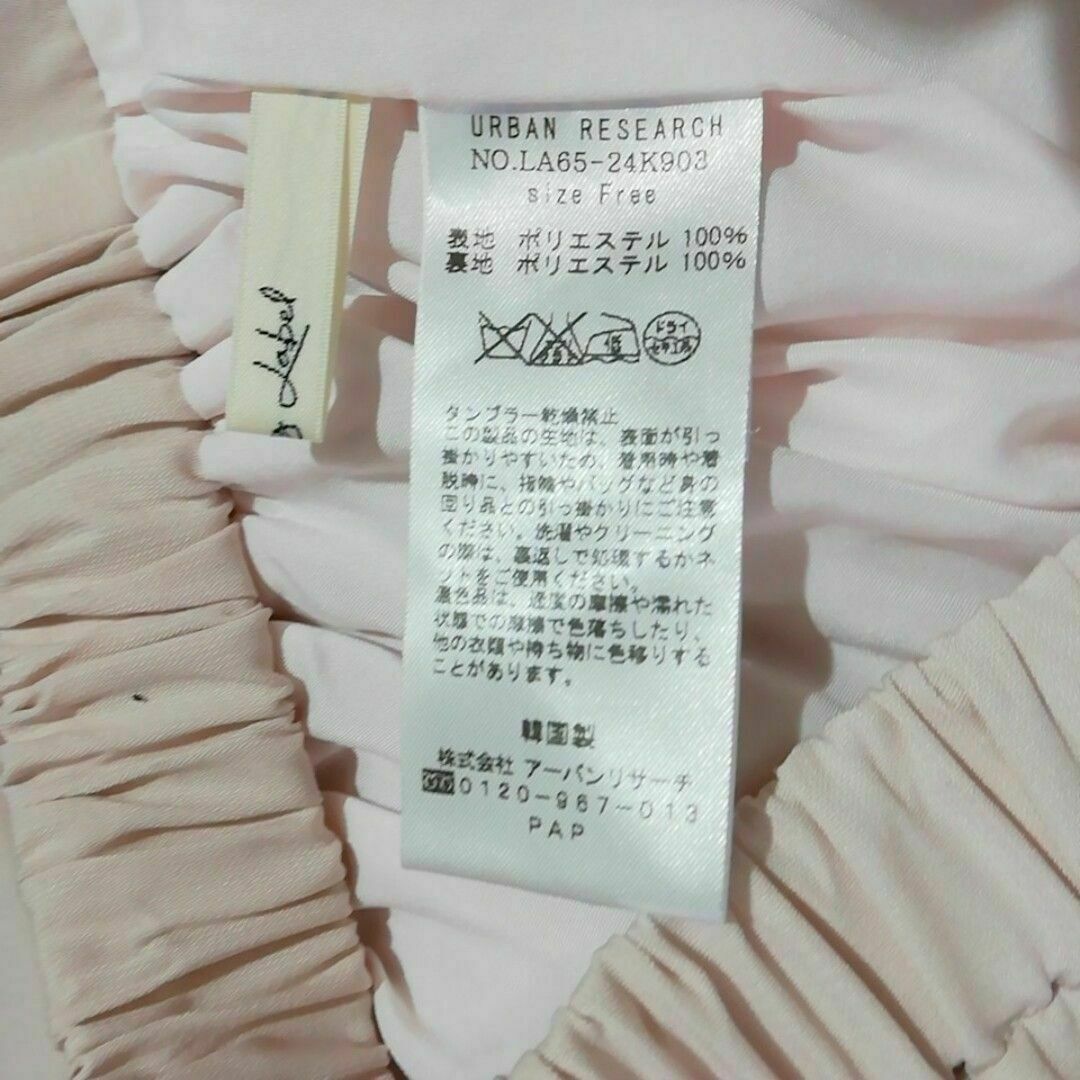 Label
URBAN RESEARCH
NO.LA65-24K903
size Free
表地 ポリエステル 100%
裏地 ポリエステル 100%
ドライ
セキユ系
低
タンブラー乾燥禁止
この製品の生地は、表面が引っ
掛かりやすいため、着用時や着
脱時に、指輪やバッグなど身の
回り品との引っ掛かりにご注意
ください。洗濯やクリーニング
の際は、裏返しで処理するかネ
ットをご使用ください。
濃色品は、過度の摩擦や濡れた
状態での摩擦で色落ちしたり、
他の衣類や持ち物に色移りする
ことがあります。
韓国製
株式会社 アーバンリサーチ
0120-967-013
PAP